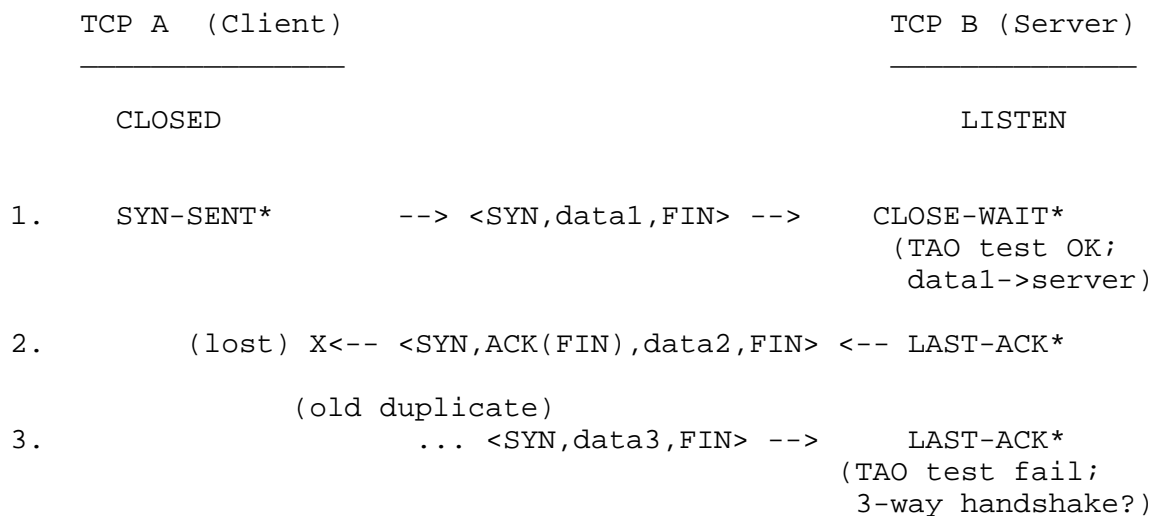 TCP A  (Client)                               TCP B (Server)
_______________                               ______________
CLOSED                                            LISTEN
1.    SYN-SENT*        --> <SYN,data1,FIN> -->    CLOSE-WAIT*
(TAO test OK;
data1->server)
2.        (lost) X<-- <SYN,ACK(FIN),data2,FIN> <-- LAST-ACK*
(old duplicate)
3.                     ... <SYN,data3,FIN> -->      LAST-ACK*
(TAO test fail;
3-way handshake?)